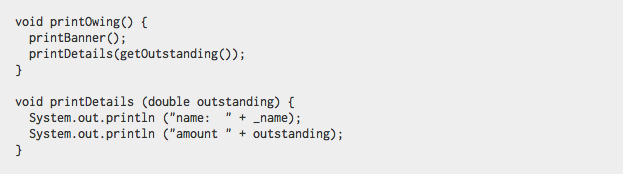 void printOwing() {
  printBanner();
  printDetails(getOutstanding());
}

void printDetails (double outstanding) {
  System.out.println ("name:  " + _name);
  System.out.println ("amount " + outstanding);
}